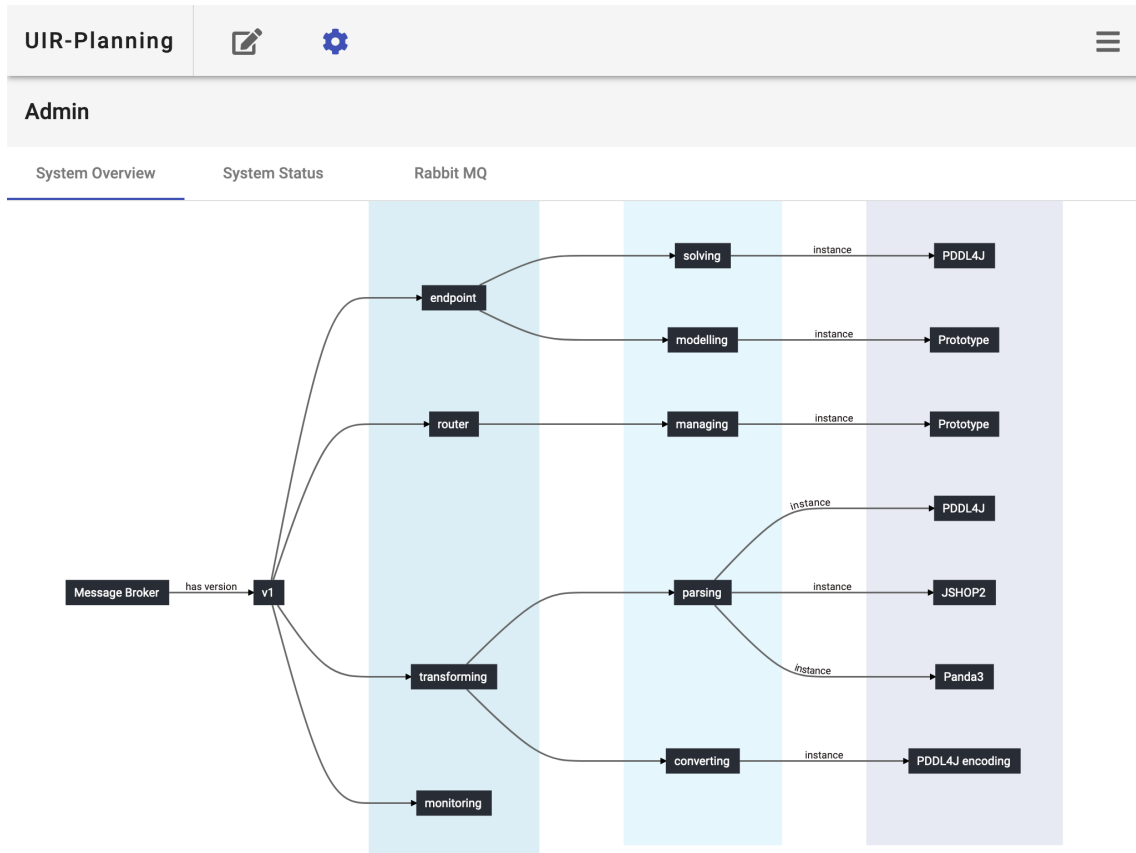 UIR-Planning
Admin
System Overview System Status Rabbit MQ
solving instance PDDL4J
endpoint
modelling instance Prototype
router managing instance Prototype
instance PDDL4J
Message Broker has version v1 parsing instance JSHOP2
transforming instance Panda3
converting instance PDDL4J encoding
monitoring